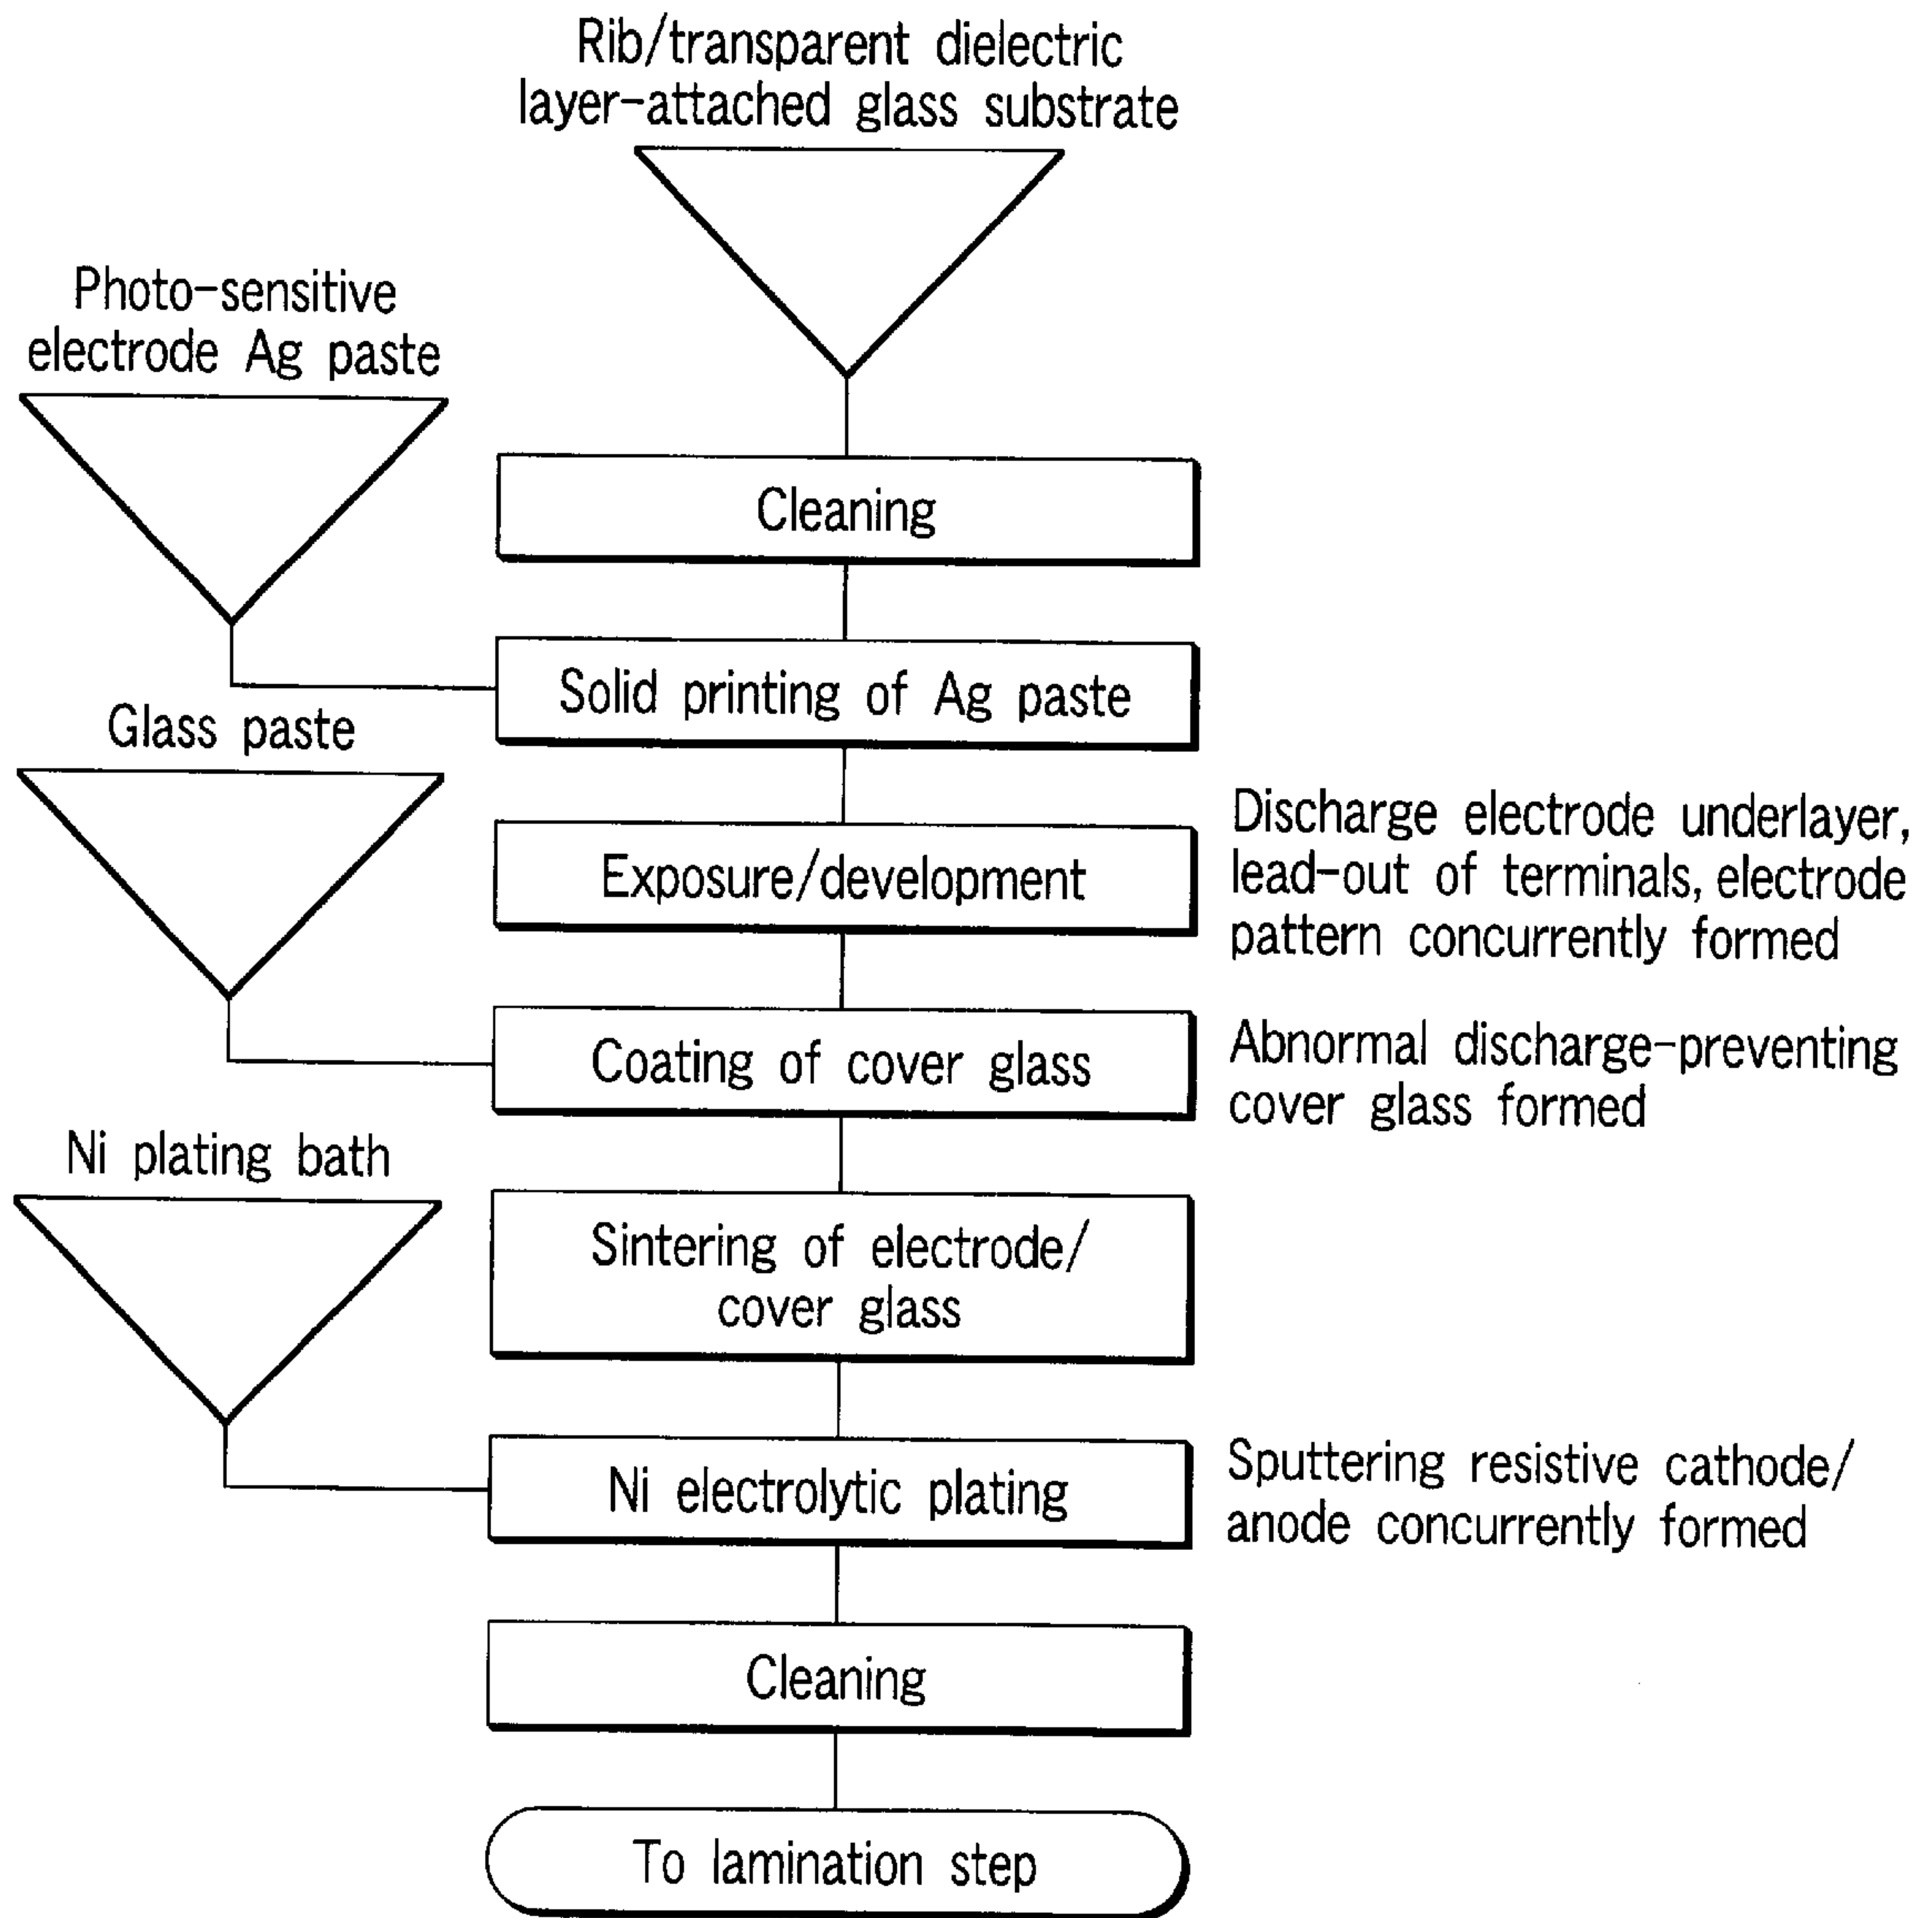 Rib/transparent dielectric
layer-attached glass substrate
Photo-sensitive
electrode Ag paste
Cleaning
Solid printing of Ag paste
Glass paste
Exposure/development
Discharge electrode underlayer,
lead-out of terminals, electrode
pattern concurrently formed
Coating of cover glass
Abnormal discharge-preventing
cover glass formed
Ni plating bath
Sintering of electrode/
cover glass
Ni electrolytic plating
Sputtering resistive cathode/
anode concurrently formed
Cleaning
To lamination step